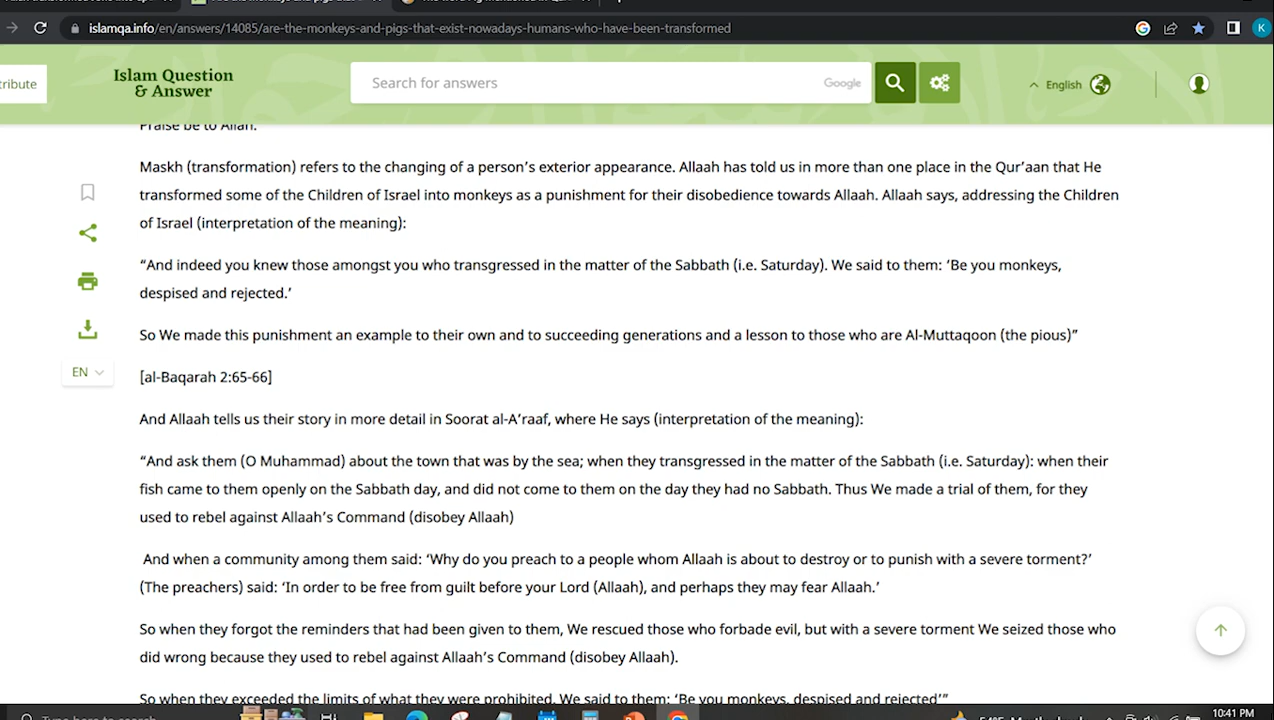 islamqa.info/en/answers/14085/are-the-monkeys-and-pigs-that-exist-nowadays-humans-who-have-been-transformed
K
tribute
Islam Question
& Answer
Search for answers
Google
English
Praise be to Allah.
Maskh (transformation) refers to the changing of a person's exterior appearance. Allaah has told us in more than one place in the Qur'aan that He
transformed some of the Children of Israel into monkeys as a punishment for their disobedience towards Allaah. Allaah says, addressing the Children
of Israel (interpretation of the meaning):
“And indeed you knew those amongst you who transgressed in the matter of the Sabbath (i.e. Saturday). We said to them: ‘Be you monkeys,
despised and rejected.’
So We made this punishment an example to their own and to succeeding generations and a lesson to those who are Al-Muttaqoon (the pious)”
[al-Baqarah 2:65-66]
EN
And Allaah tells us their story in more detail in Soorat al-A’raaf, where He says (interpretation of the meaning):
“And ask them (O Muhammad) about the town that was by the sea; when they transgressed in the matter of the Sabbath (i.e. Saturday): when their
fish came to them openly on the Sabbath day, and did not come to them on the day they had no Sabbath. Thus We made a trial of them, for they
used to rebel against Allaah’s Command (disobey Allaah)
And when a community among them said: ‘Why do you preach to a people whom Allaah is about to destroy or to punish with a severe torment?’
(The preachers) said: ‘In order to be free from guilt before your Lord (Allaah), and perhaps they may fear Allaah.’
So when they forgot the reminders that had been given to them, We rescued those who forbade evil, but with a severe torment We seized those who
did wrong because they used to rebel against Allaah’s Command (disobey Allaah).
So when they exceeded the limits of what they were prohibited, We said to them: ‘Be you monkeys, despised and rejected’”
Type here to search
54°F
10:41 PM